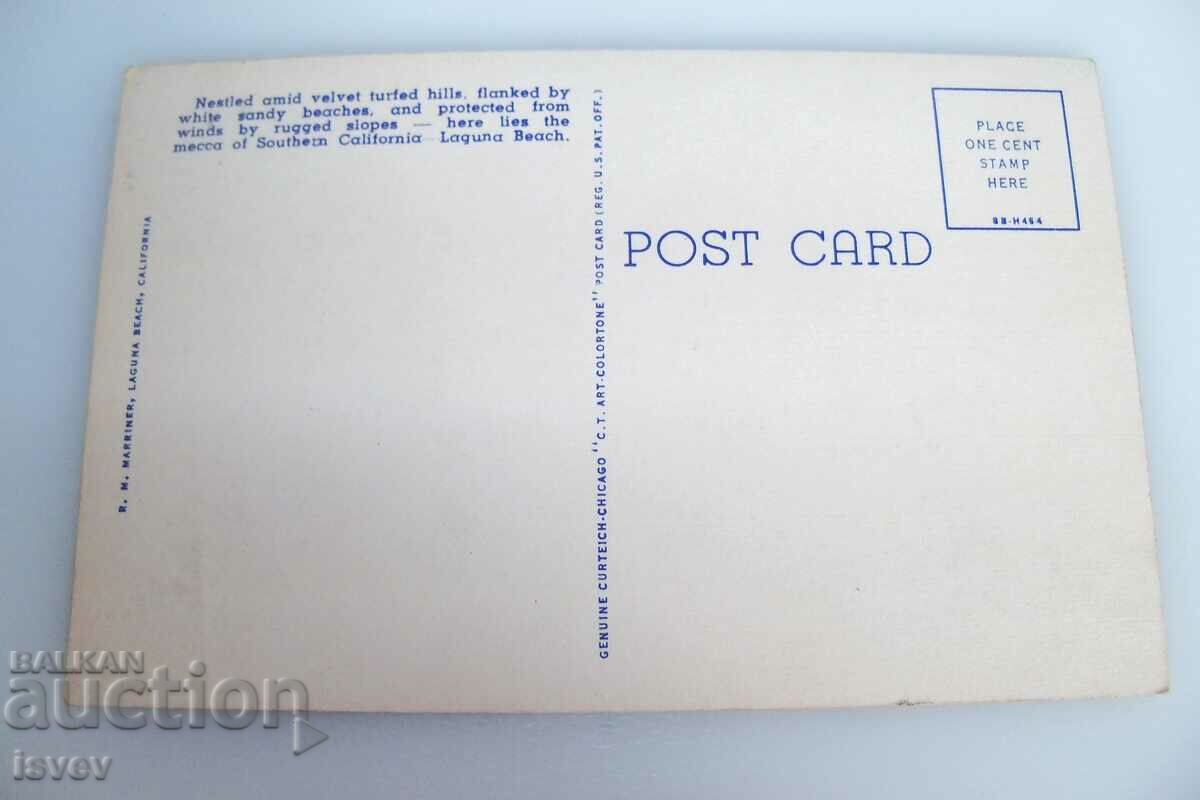 Nestled amid velvet turfed hills, flanked by
white sandy beaches, and protected from
winds by rugged slopes — here lies the
mecca of Southern California Laguna Beach.
R. M. MARRINER, LAGUNA BEACH, CALIFORNIA
GENUINE CURTEICH-CHICAGO "C.T. ART-COLORTONE" POST CARD (REG. U.S. PAT. OFF.)
POST CARD
PLACE
ONE CENT
STAMP
HERE
8B-H464
BALKAN
auction
isvev